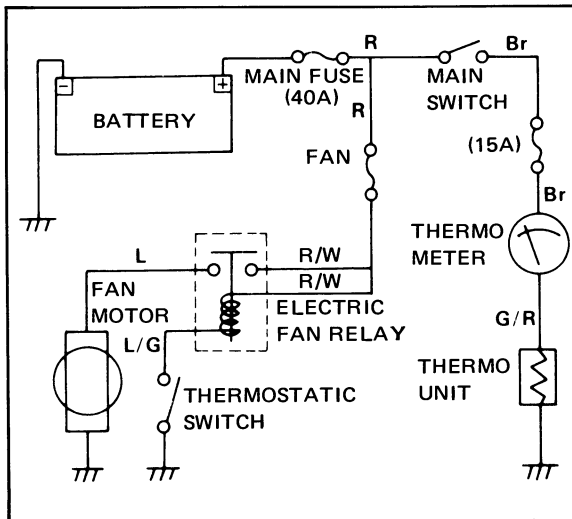 R
Br
- +
MAIN FUSE
(40A)
MAIN
SWITCH
BATTERY
R
FAN
(15A)
Br
THERMO
METER
L
R/W
R/W
FAN
MOTOR
ELECTRIC
FAN RELAY
L/G
G/R
THERMOSTATIC
SWITCH
THERMO
UNIT